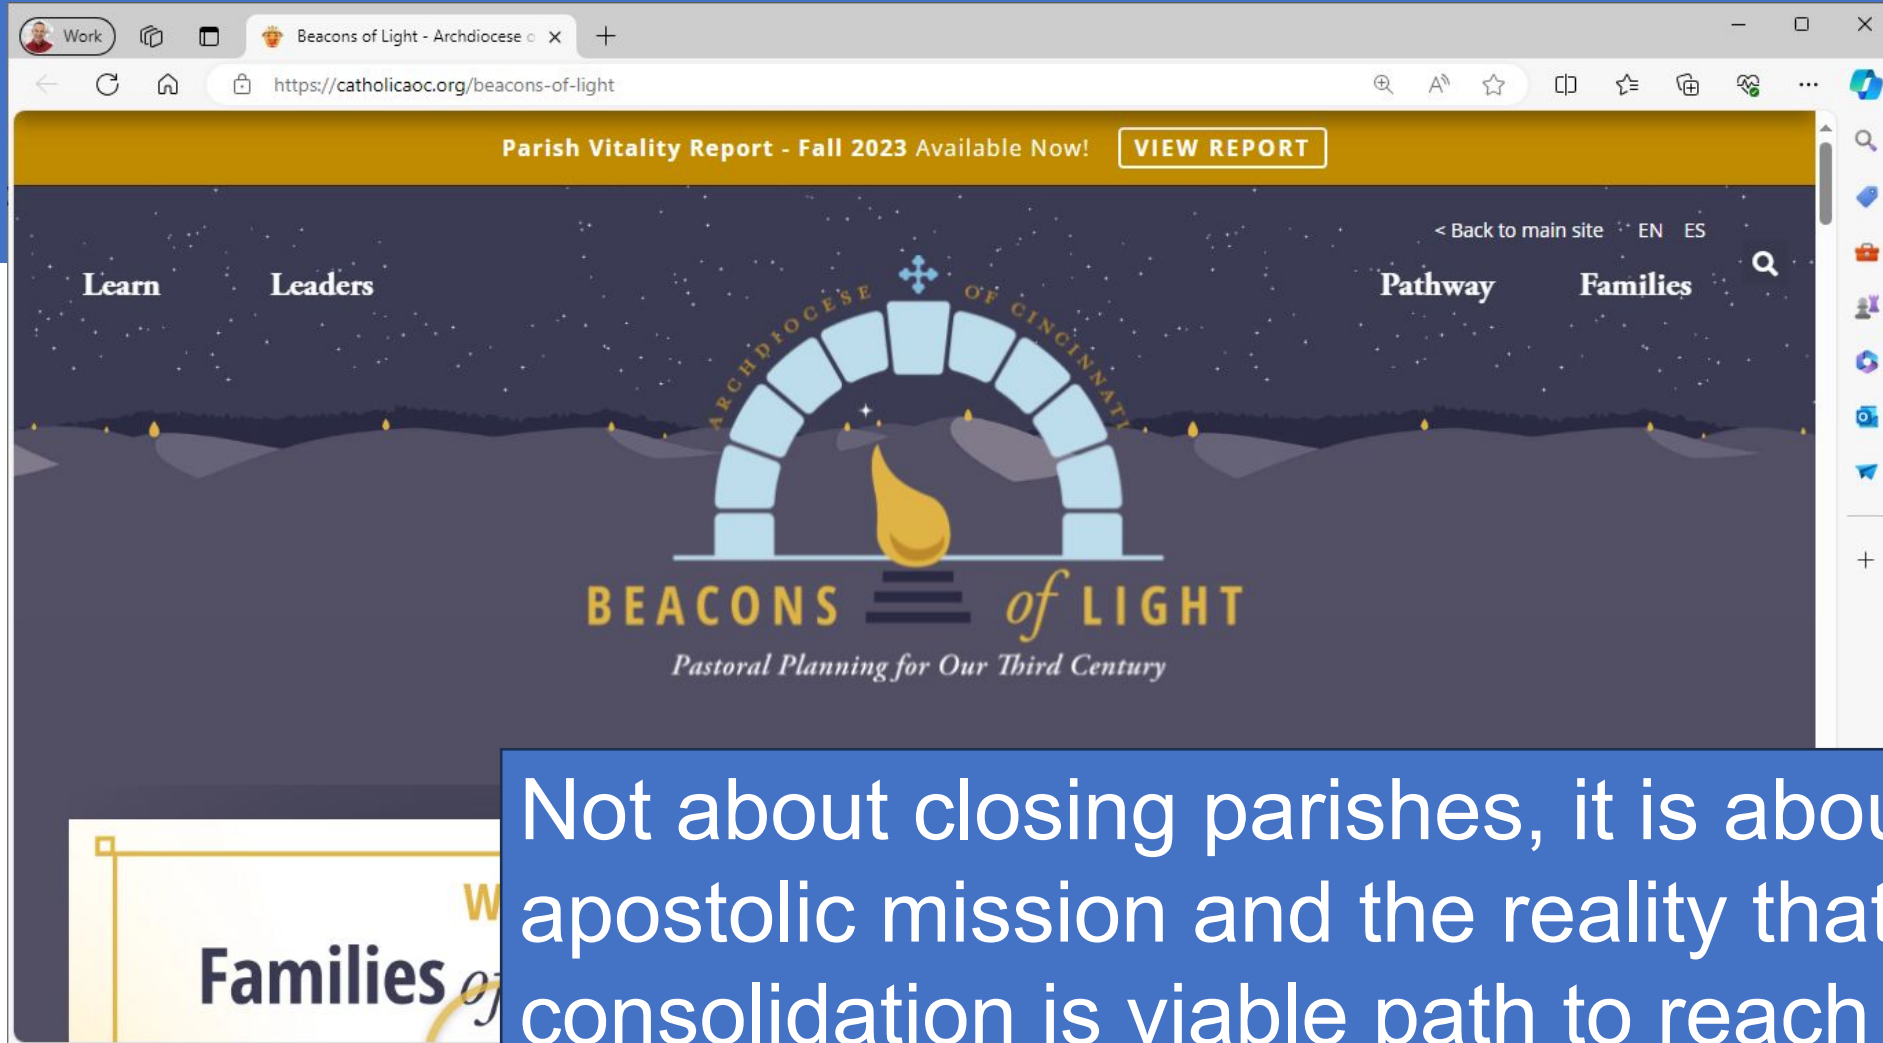 Work
Beacons of Light - Archdiocese o
https://catholicaoc.org/beacons-of-light
Parish Vitality Report - Fall 2023 Available Now! VIEW REPORT
< Back to main site EN ES
Learn Leaders Pathway Families
ARCHDIOCESE OF CINCINNATI
BEACONS of LIGHT
Pastoral Planning for Our Third Century
Families of
Not about closing parishes, it is abou
apostolic mission and the reality that
consolidation is viable path to reach